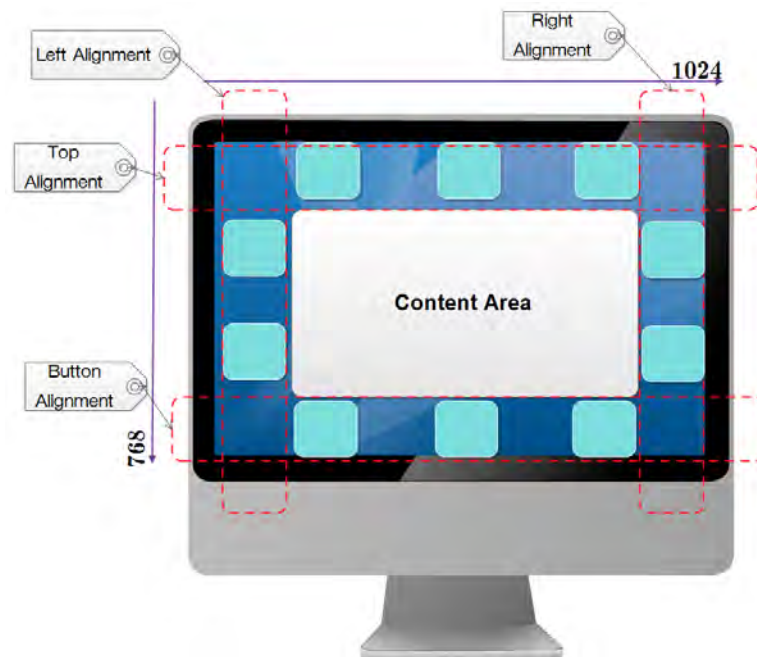 Right
Alignment
Left Alignment
1024
Top
Alignment
Content Area
Button
Alignment
768